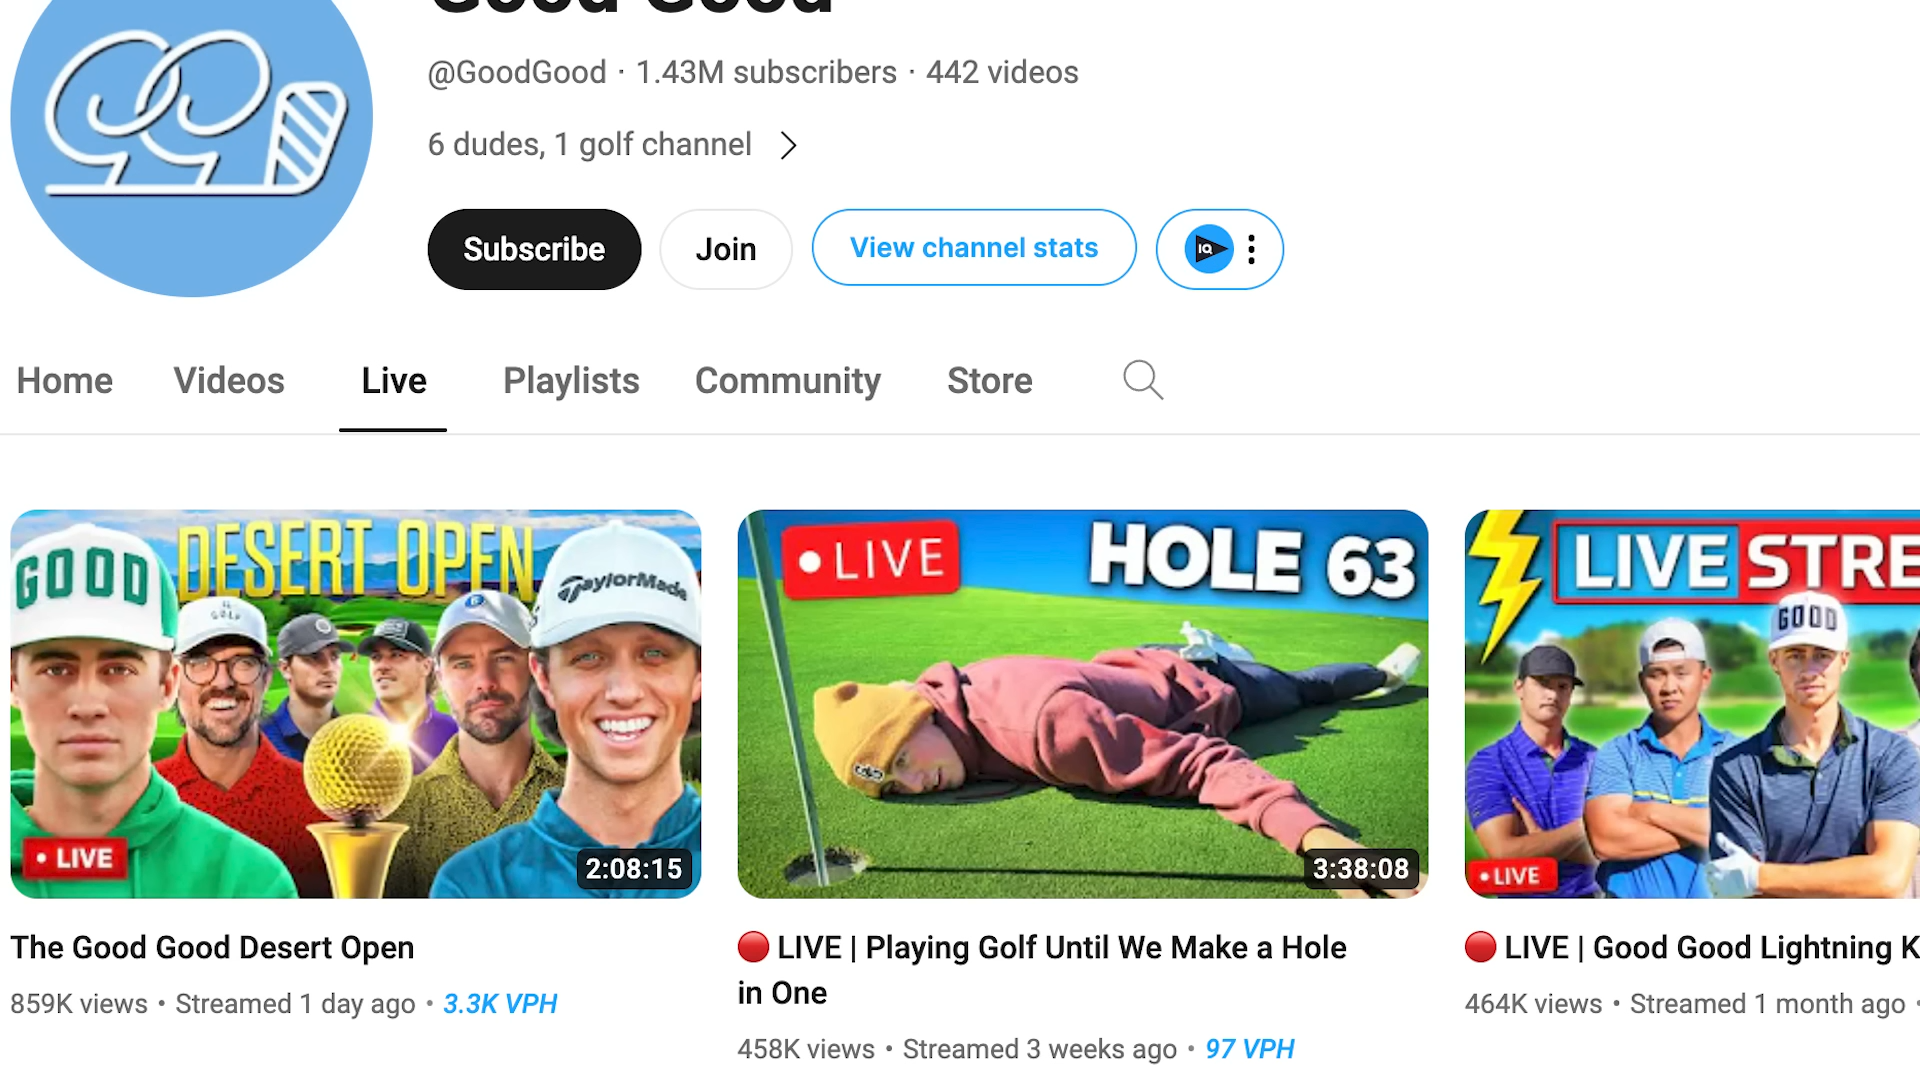 Good Good
@GoodGood · 1.43M subscribers · 442 videos
6 dudes, 1 golf channel
Subscribe
Join
View channel stats
IQ
Home
Videos
Live
Playlists
Community
Store
DESERT OPEN
GOOD
TaylorMade
GOLF
• LIVE
2:08:15
• LIVE
HOLE 63
3:38:08
LIVE STRE
GOOD
• LIVE
The Good Good Desert Open
859K views • Streamed 1 day ago • 3.3K VPH
🔴 LIVE | Playing Golf Until We Make a Hole
in One
458K views • Streamed 3 weeks ago • 97 VPH
🔴 LIVE | Good Good Lightning K
464K views • Streamed 1 month ago •